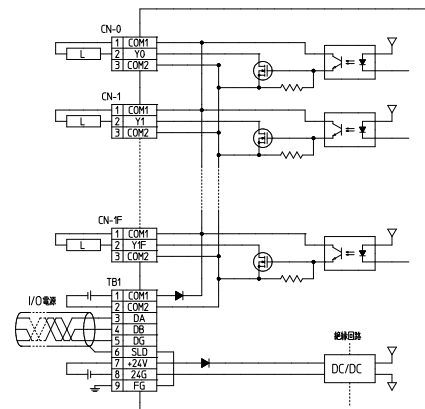 CN-0
1 COM1
L 2 Y0
3 COM2
CN-1
1 COM1
L 2 Y1
3 COM2
CN-1F
1 COM1
L 2 Y1F
3 COM2
TB1
I/O電源
1 COM1
2 COM2
3 DA
4 DB
5 DG
6 SLD
7 +24V
8 24G
9 FG
絶縁回路
DC/DC